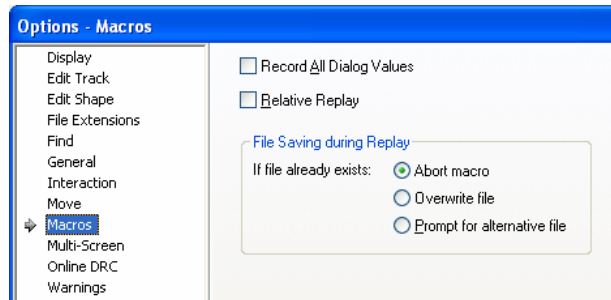 Options - Macros
Display
Edit Track
Edit Shape
File Extensions
Find
General
Interaction
Move
Macros
Multi-Screen
Online DRC
Warnings
Record All Dialog Values
Relative Replay
File Saving during Replay
If file already exists:
Abort macro
Overwrite file
Prompt for alternative file